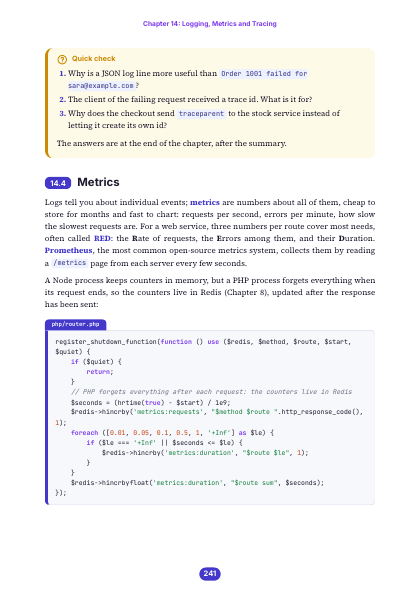 Chapter 14: Logging, Metrics and Tracing
Quick check
1. Why is a JSON log line more useful than Order 1001 failed for
sara@example.com?
2. The client of the failing request received a trace id. What is it for?
3. Why does the checkout send traceparent to the stock service instead of
letting it create its own id?
The answers are at the end of the chapter, after the summary.
14.4 Metrics
Logs tell you about individual events; metrics are numbers about all of them, cheap to
store for months and fast to chart: requests per second, errors per minute, how slow
the slowest requests are. For a web service, three numbers per route cover most needs,
often called RED: the Rate of requests, the Errors among them, and their Duration.
Prometheus, the most common open-source metrics system, collects them by reading
a /metrics page from each server every few seconds.
A Node process keeps counters in memory, but a PHP process forgets everything when
its request ends, so the counters live in Redis (Chapter 8), updated after the response
has been sent:
php/router.php
register_shutdown_function(function () use ($redis, $method, $route, $start,
$quiet) {
    if ($quiet) {
        return;
    }
    // PHP forgets everything after each request: the counters live in Redis
    $seconds = (hrtime(true) - $start) / 1e9;
    $redis->hincrby('metrics:requests', "$method $route ".http_response_code(),
1);
    foreach ([0.01, 0.05, 0.1, 0.5, 1, '+Inf'] as $le) {
        if ($le === '+Inf' || $seconds <= $le) {
            $redis->hincrby('metrics:duration', "$route $le", 1);
        }
    }
    $redis->hincrbyfloat('metrics:duration', "$route sum", $seconds);
});
241